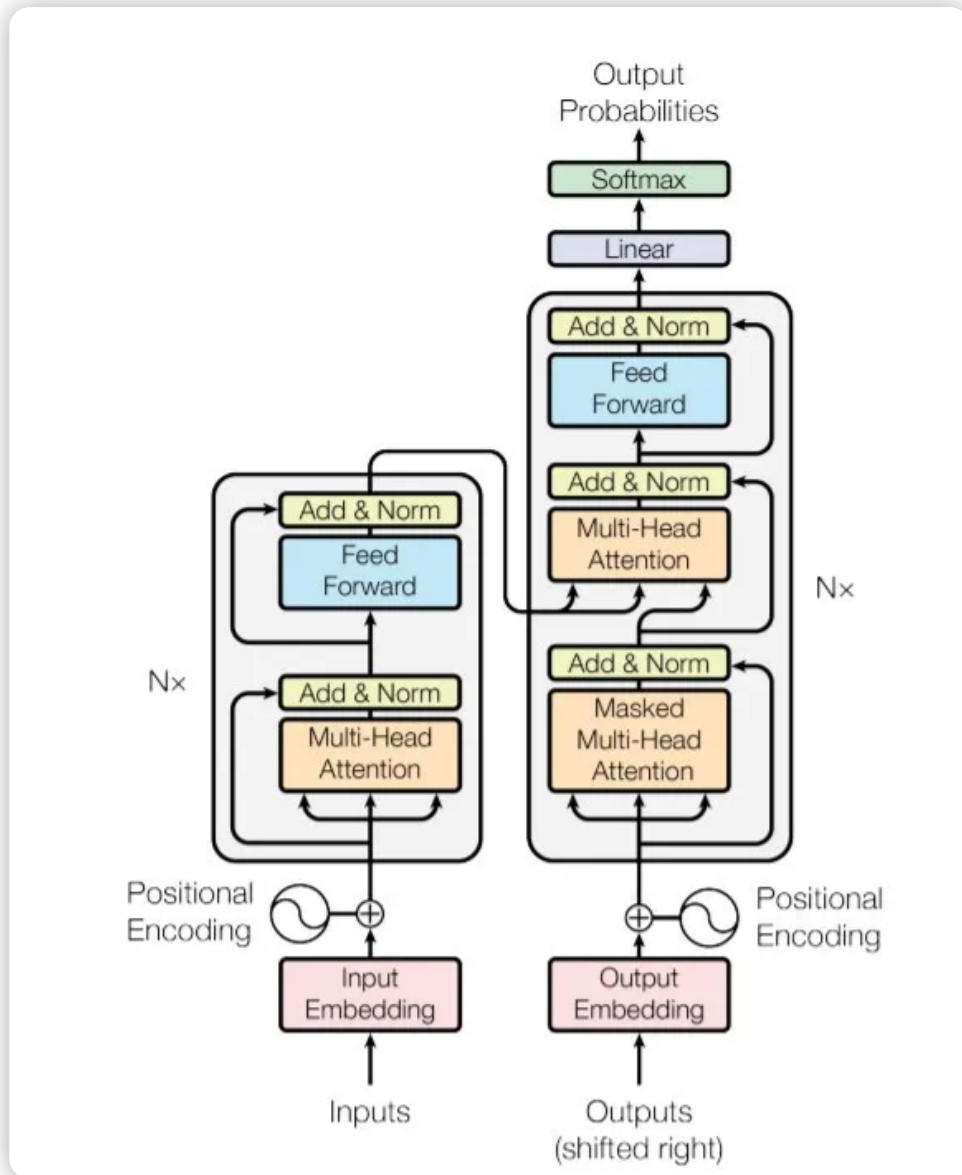 Output
Probabilities
Softmax
Linear
Add & Norm
Feed
Forward
Add & Norm
Multi-Head
Attention
Add & Norm
Masked
Multi-Head
Attention
Nx
Add & Norm
Feed
Forward
Add & Norm
Multi-Head
Attention
Nx
Positional
Encoding
Positional
Encoding
Input
Embedding
Output
Embedding
Inputs
Outputs
(shifted right)